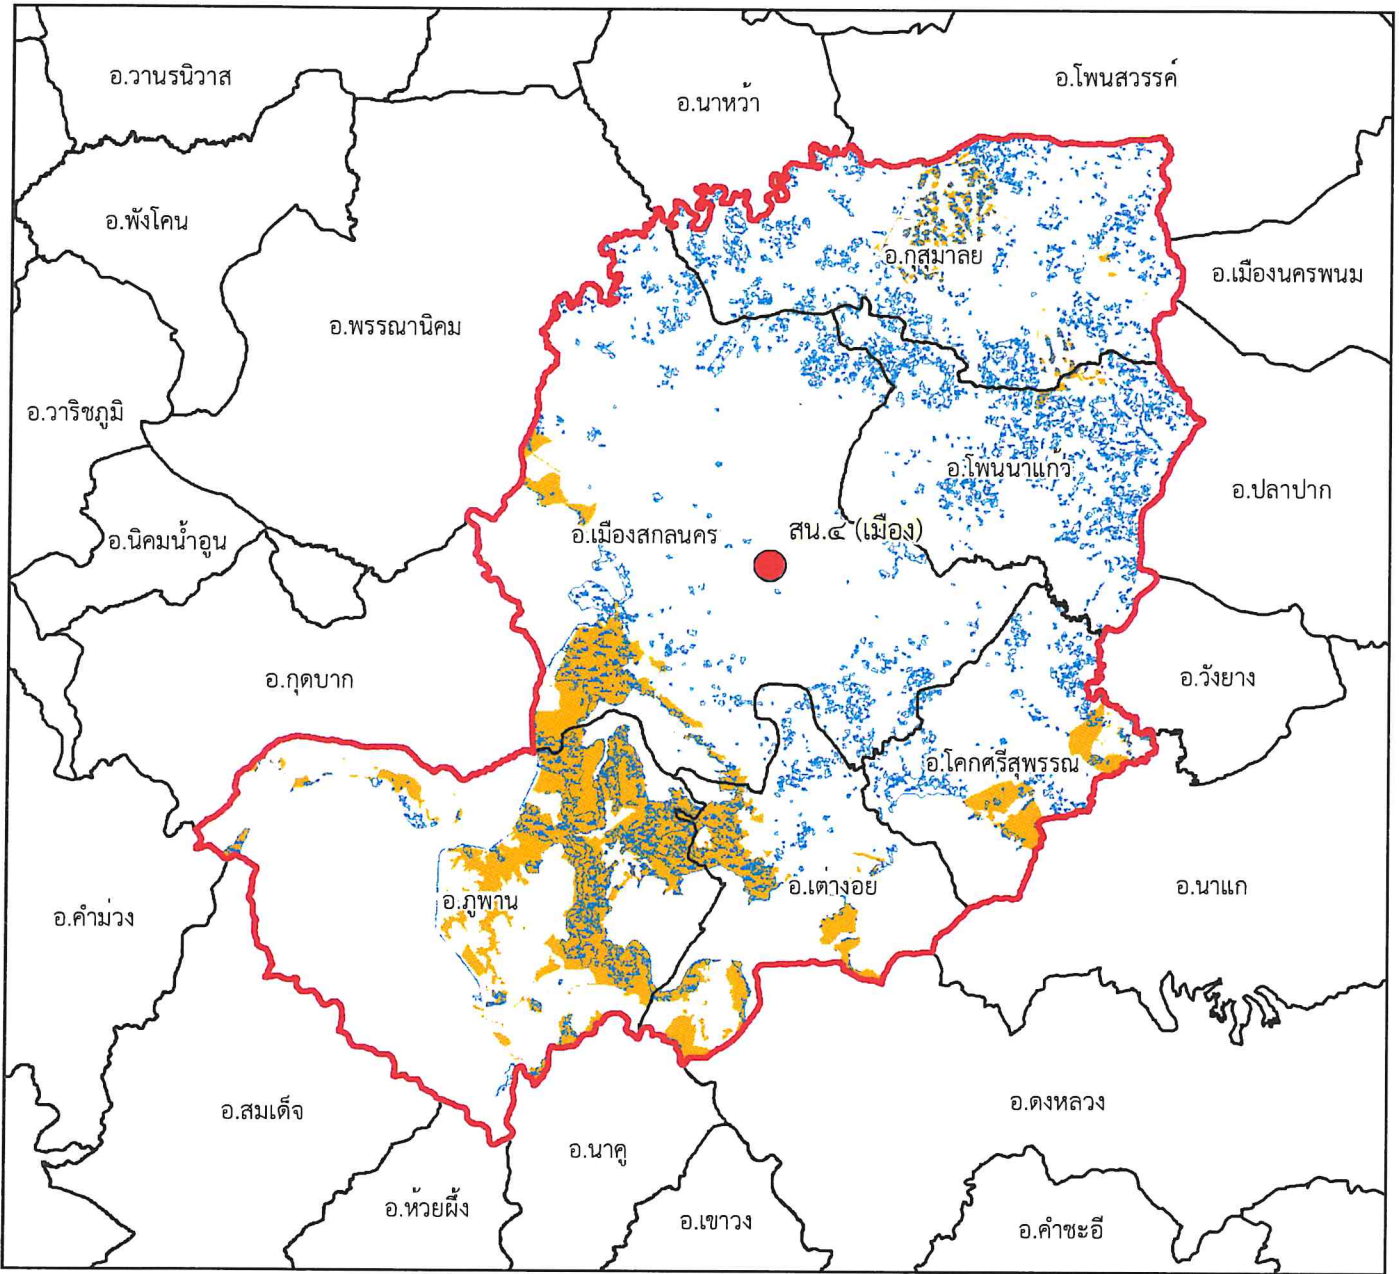 อ.วานรนิวาส
อ.นาหว้า
อ.โพนสวรรค์
อ.พังโคน
อ.กุสุมาลย์
อ.เมืองนครพนม
อ.พรรณานิคม
อ.วาริชภูมิ
อ.โพนนาแก้ว
อ.ปลาปาก
อ.นิคมน้ำอูน
อ.เมืองสกลนคร
สน.๔ (เมือง)
อ.กุดบาก
อ.วังยาง
อ.โคกศรีสุพรรณ
อ.คำม่วง
อ.ภูพาน
อ.เต่างอย
อ.นาแก
อ.สมเด็จ
อ.ดงหลวง
อ.นาคู
อ.ห้วยผึ้ง
อ.เขาวง
อ.คำชะอี